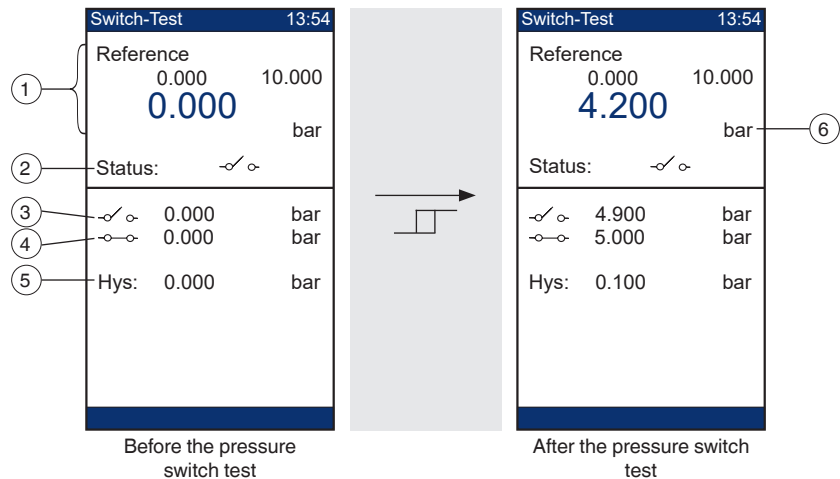 Switch-Test 13:54
Reference
0.000 10.000
0.000
bar
Status:
0.000 bar
0.000 bar
Hys: 0.000 bar
1
2
3
4
5
Before the pressure
switch test
Switch-Test 13:54
Reference
0.000 10.000
4.200
bar
Status:
4.900 bar
5.000 bar
Hys: 0.100 bar
6
After the pressure switch
test